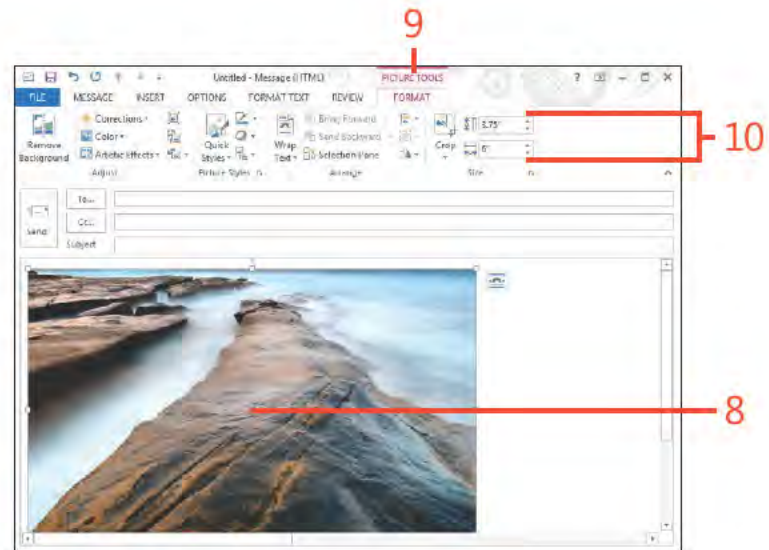 9
Untitled - Message (HTML) PICTURE TOOLS ?
FILE MESSAGE INSERT OPTIONS FORMAT TEXT REVIEW FORMAT
Corrections Bring Forward 3.75"
Color Send Backward 10
Remove Background Quick Styles Wrap Text Crop 6"
Artistic Effects Selection Pane
Adjust Picture Styles Arrange Size
To...
Cc...
Send
Subject
8